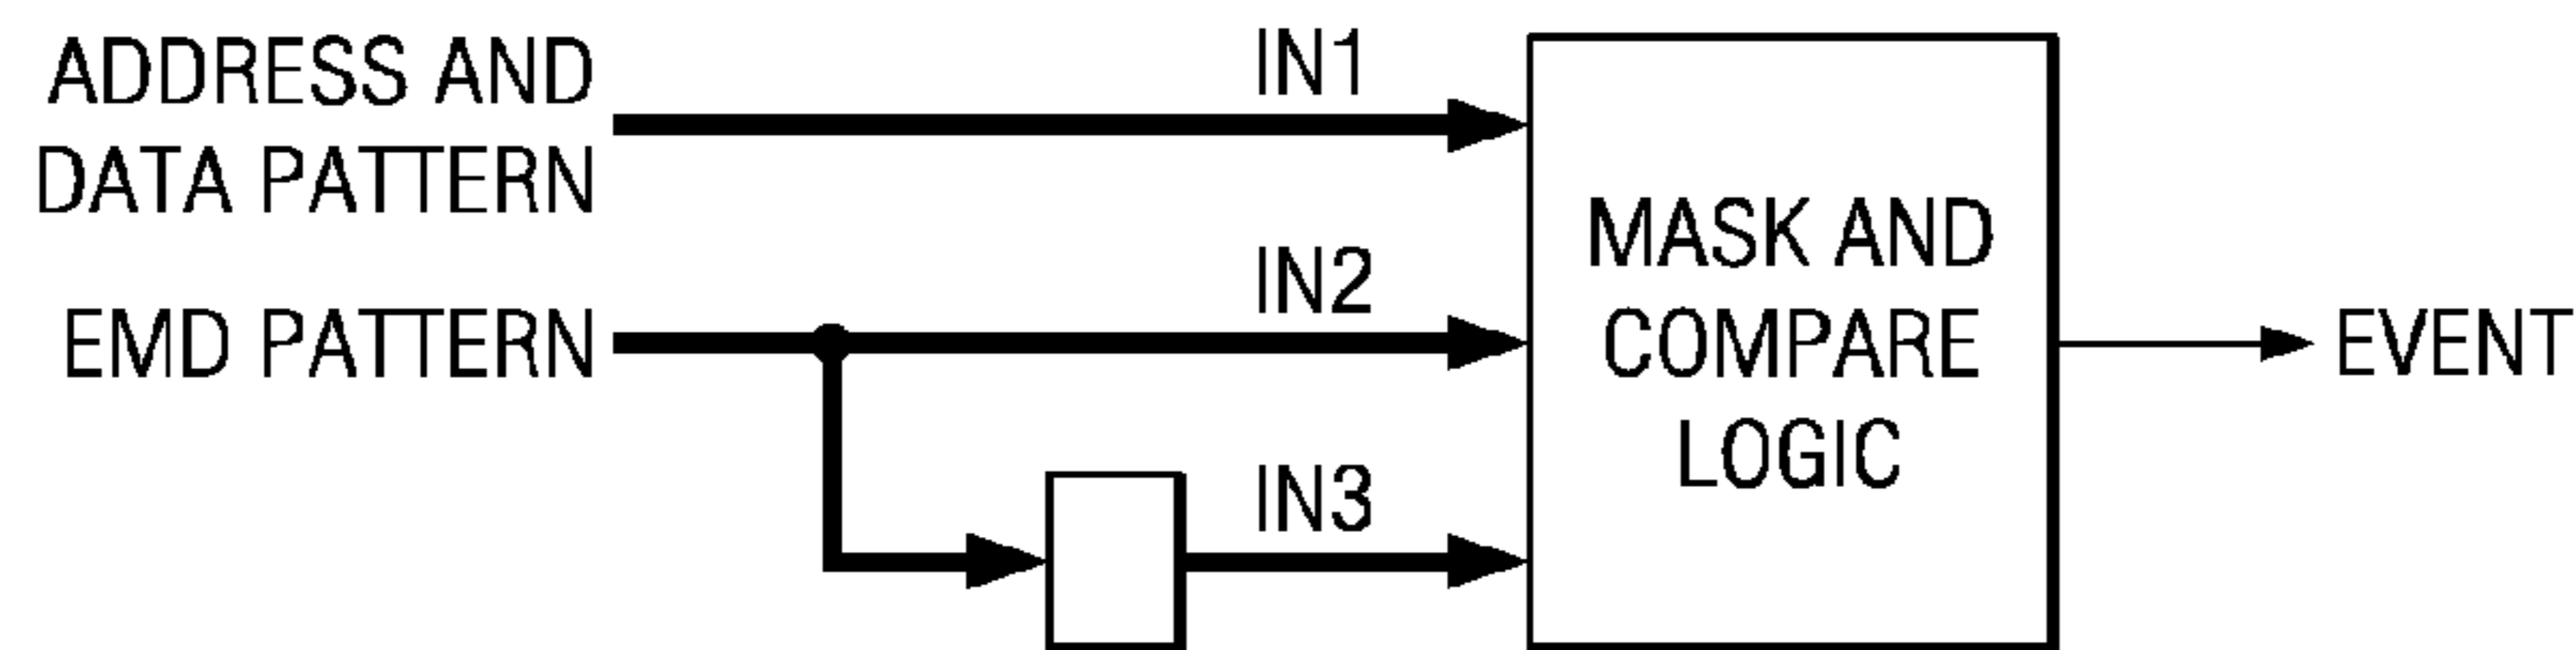 ADDRESS AND
DATA PATTERN
IN1
EMD PATTERN
IN2
IN3
MASK AND
COMPARE
LOGIC
EVENT